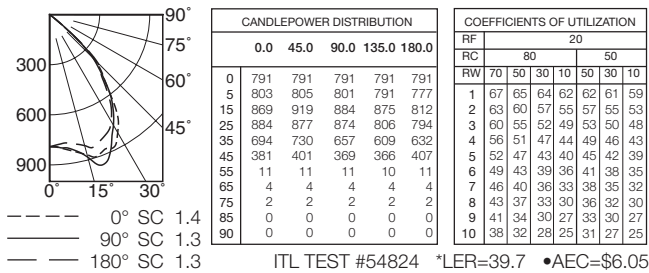 90°
75°
60°
45°
300
600
900
0° 15° 30°
0° SC 1.4
90° SC 1.3
180° SC 1.3
CANDLEPOWER DISTRIBUTION
0.0 45.0 90.0 135.0 180.0
0 791 791 791 791 791
5 803 805 801 791 777
15 869 919 884 875 812
25 884 877 874 806 794
35 694 730 657 609 632
45 381 401 369 366 407
55 11 11 11 10 11
65 4 4 4 4 4
75 2 2 2 2 2
85 0 0 0 0 0
90 0 0 0 0 0
COEFFICIENTS OF UTILIZATION
RF 20
RC 80 50
RW 70 50 30 10 50 30 10
1 67 65 64 62 62 61 59
2 63 60 57 55 57 55 53
3 60 55 52 49 53 50 48
4 56 51 47 44 49 46 43
5 52 47 43 40 45 42 39
6 49 43 39 36 41 38 35
7 46 40 36 33 38 35 32
8 43 37 33 30 36 32 30
9 41 34 30 27 33 30 27
10 38 32 28 25 31 27 25
ITL TEST #54824 *LER=39.7 •AEC=$6.05